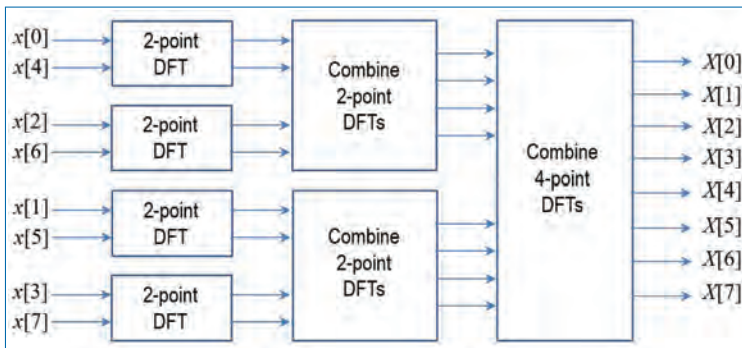 x[0]
x[4]
2-point
DFT
x[2]
x[6]
2-point
DFT
x[1]
x[5]
2-point
DFT
x[3]
x[7]
2-point
DFT
Combine
2-point
DFTs
Combine
2-point
DFTs
Combine
4-point
DFTs
X[0]
X[1]
X[2]
X[3]
X[4]
X[5]
X[6]
X[7]